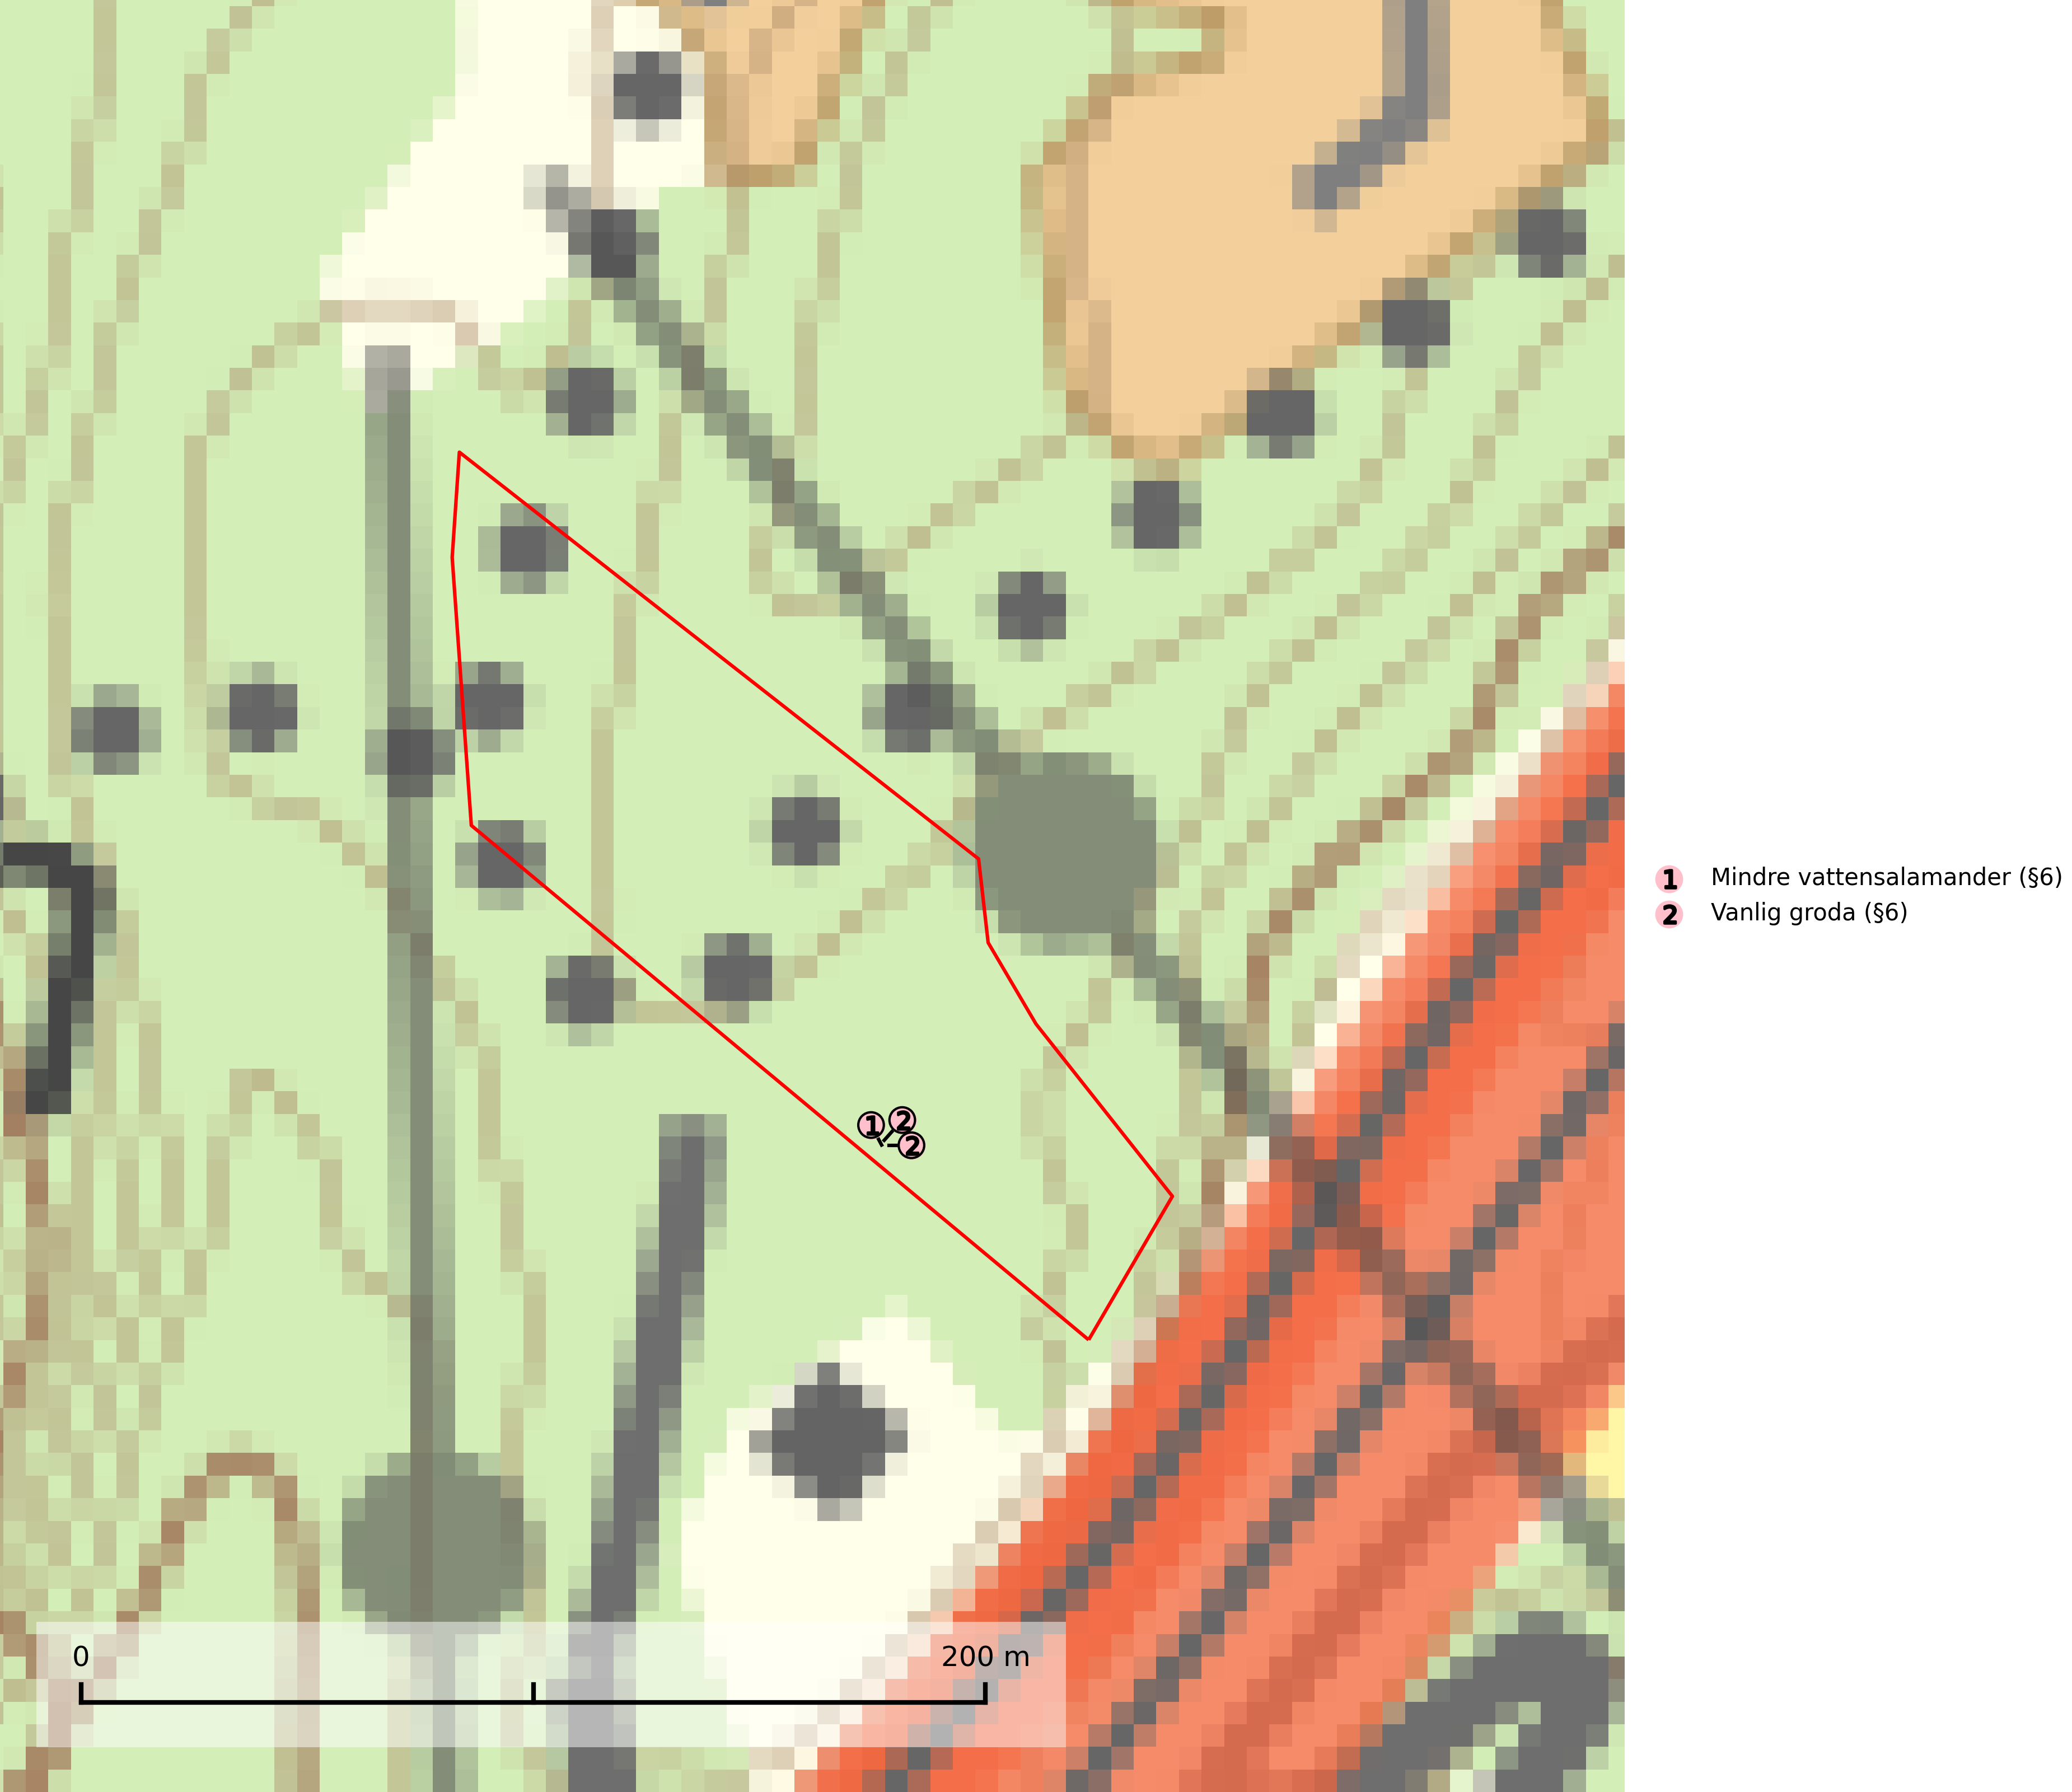 1 Mindre vattensalamander (§6)
2 Vanlig groda (§6)
1 2
2
0 200 m